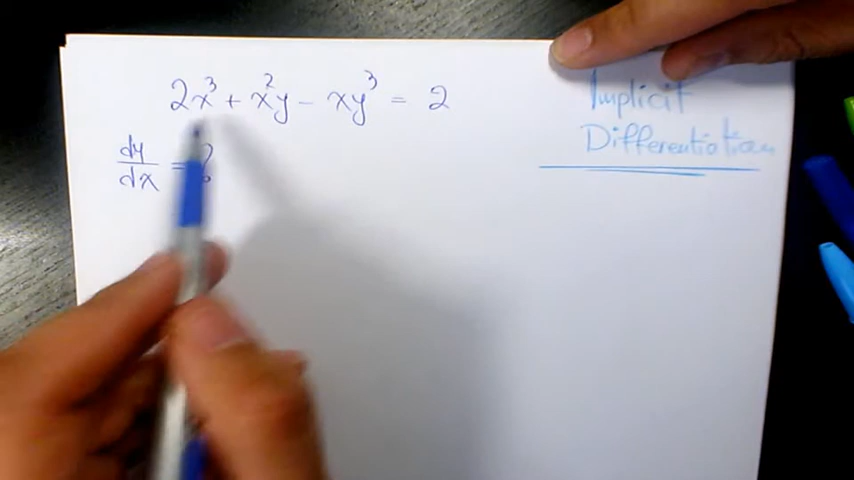 2x³ + x²y - xy³ = 2
Implicit
Differentiation
dy/dx = ?